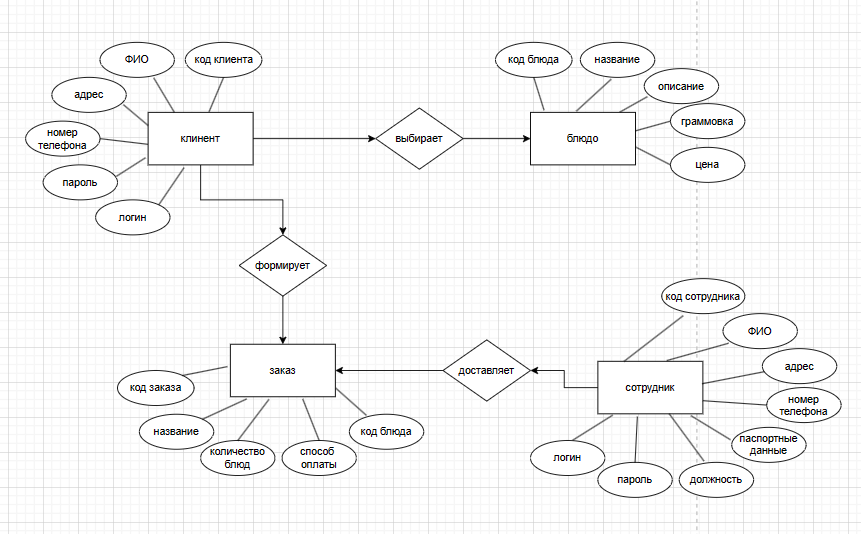 ФИО
код клиента
адрес
номер
телефона
пароль
логин
клинент
выбирает
код блюда
название
описание
граммовка
цена
блюдо
формирует
код сотрудника
ФИО
адрес
номер
телефона
паспортные
данные
должность
пароль
логин
сотрудник
доставляет
заказ
код заказа
название
количество
блюд
способ
оплаты
код блюда